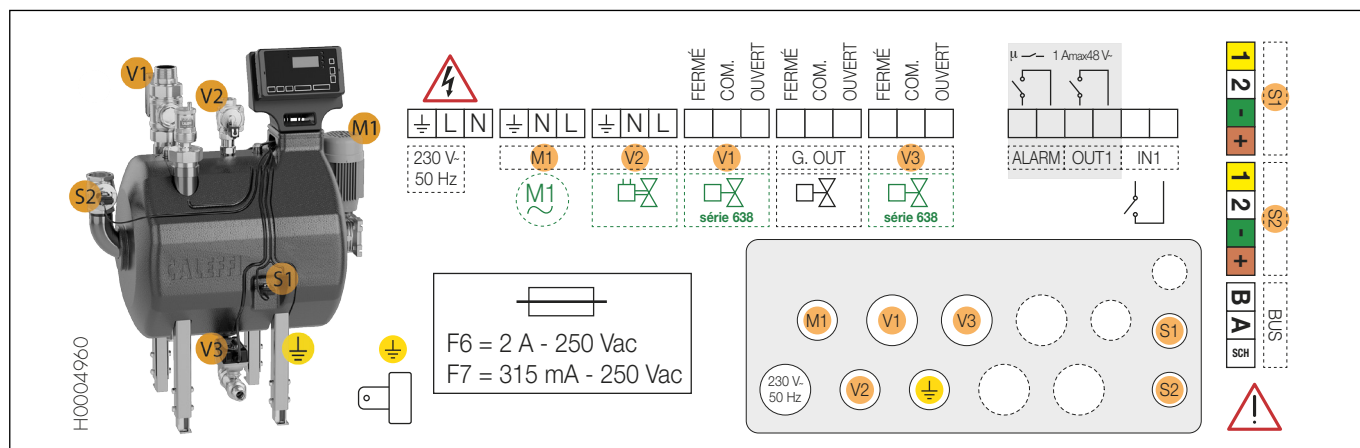 V1
V2
M1
S2
CALEFFI
S1
V3
H0004960
FERMÉ
COM.
OUVERT
FERMÉ
COM.
OUVERT
FERMÉ
COM.
OUVERT
μ 1 Amax48 V~
L N
N L
N L
230 V~
50 Hz
M1
V2
V1
G. OUT
V3
ALARM
OUT1
IN1
M1
~
série 638
série 638
F6 = 2 A - 250 Vac
F7 = 315 mA - 250 Vac
M1
V1
V3
S1
230 V~
50 Hz
V2
S2
1
2
-
+
S1
1
2
-
+
S2
B
A
SCH
BUS